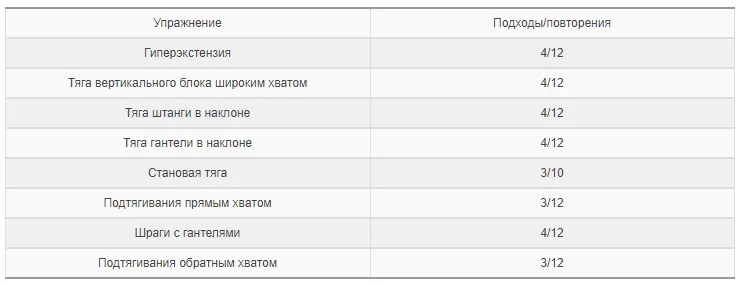 Упражнение Подходы/повторения
Гиперэкстензия 4/12
Тяга вертикального блока широким хватом 4/12
Тяга штанги в наклоне 4/12
Тяга гантели в наклоне 4/12
Становая тяга 3/10
Подтягивания прямым хватом 3/12
Шраги с гантелями 4/12
Подтягивания обратным хватом 3/12